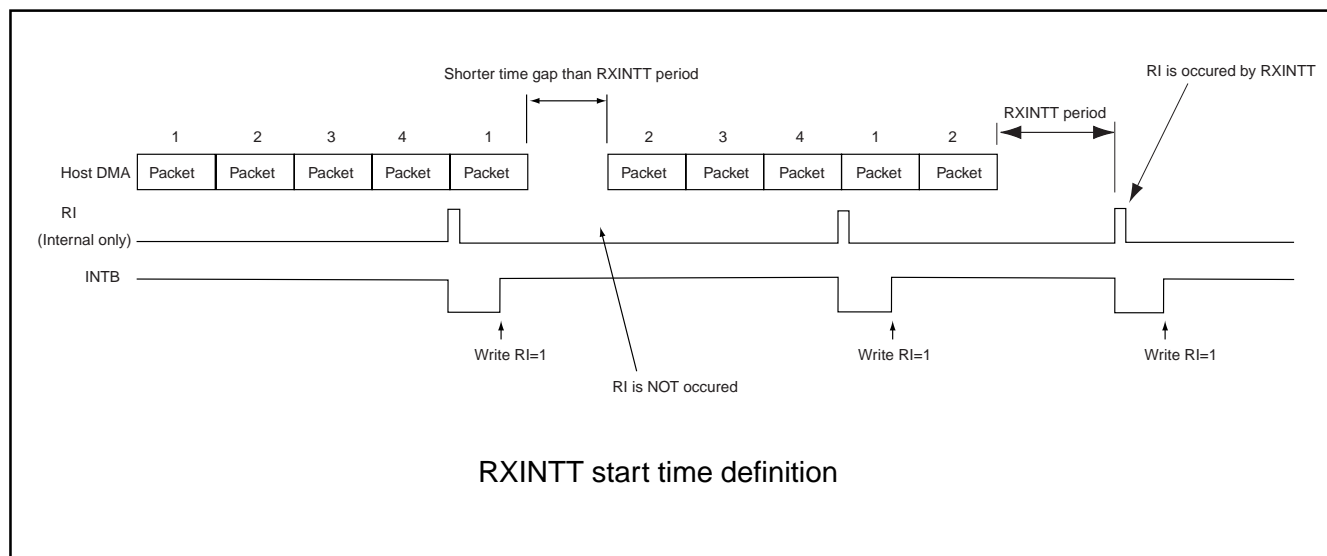 Shorter time gap than RXINTT period
RI is occured by RXINTT
RXINTT period
1 2 3 4 1 2 3 4 1 2
Host DMA Packet Packet Packet Packet Packet Packet Packet Packet Packet Packet
RI
(Internal only)
INTB
Write RI=1 Write RI=1 Write RI=1
RI is NOT occured
RXINTT start time definition